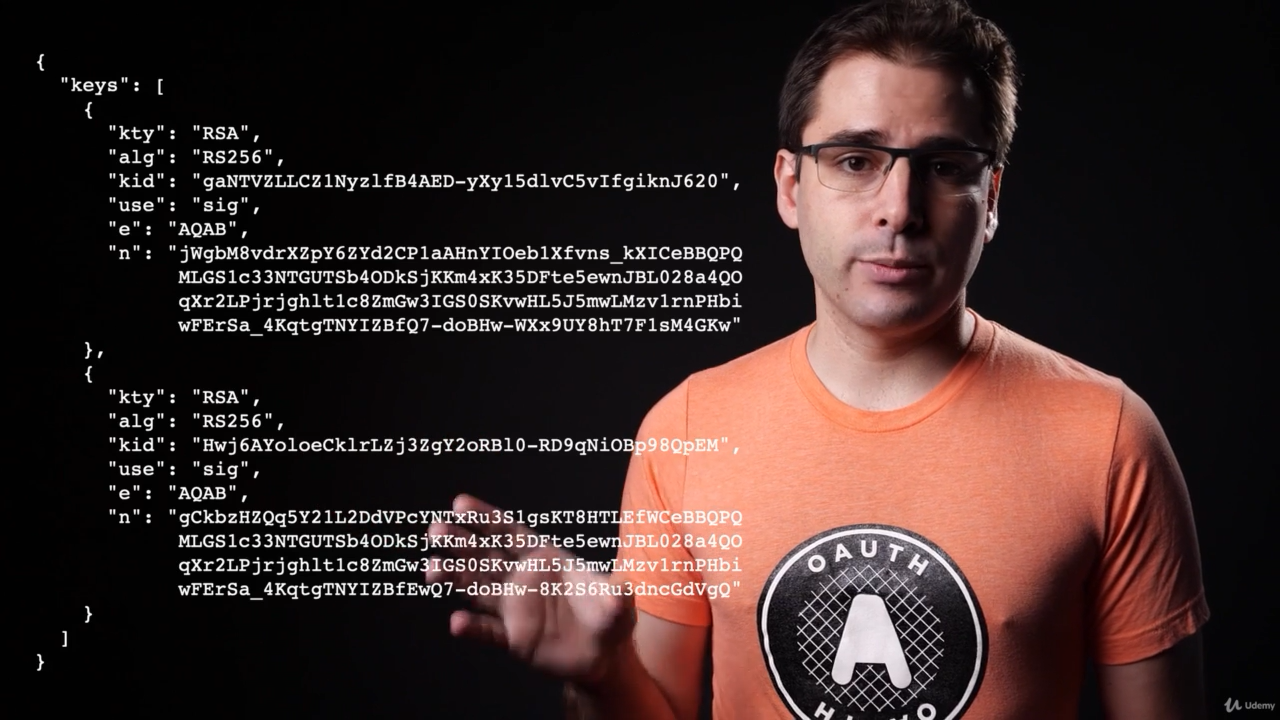 {
"keys": [
{
"kty": "RSA",
"alg": "RS256",
"kid": "gaNTVZLLCZ1NyzlfB4AED-yXy15dlvC5vIfgiknJ620",
"use": "sig",
"e": "AQAB",
"n": "jWgbM8vdrXZpY6ZYd2CP1aAHnYIOeb1Xfvns_kXICeBBQPQ
MLGS1c33NTGUTSb4ODkSjKKm4xK35DFte5ewnJBL028a4QO
qXr2LPjrjghlt1c8ZmGw3IGS0SKvwHL5J5mwLMzv1rnPHbi
wFErSa_4KqtgTNYIZBfQ7-doBHw-WXx9UY8hT7F1sM4GKw"
},
{
"kty": "RSA",
"alg": "RS256",
"kid": "Hwj6AYoloeCklrLZj3ZgY2oRBl0-RD9qNiOBp98QpEM",
"use": "sig",
"e": "AQAB",
"n": "gCkbzHZQq5Y21L2DdVPcYNTxRu3S1gsKT8HTLEfWCeBBQPQ
MLGS1c33NTGUTSb4ODkSjKKm4xK35DFte5ewnJBL028a4QO
qXr2LPjrjghlt1c8ZmGw3IGS0SKvwHL5J5mwLMzv1rnPHbi
wFErSa_4KqtgTNYIZBfEwQ7-doBHw-8K2S6Ru3dncGdVgQ"
}
]
}
OAUTH
A
Udemy